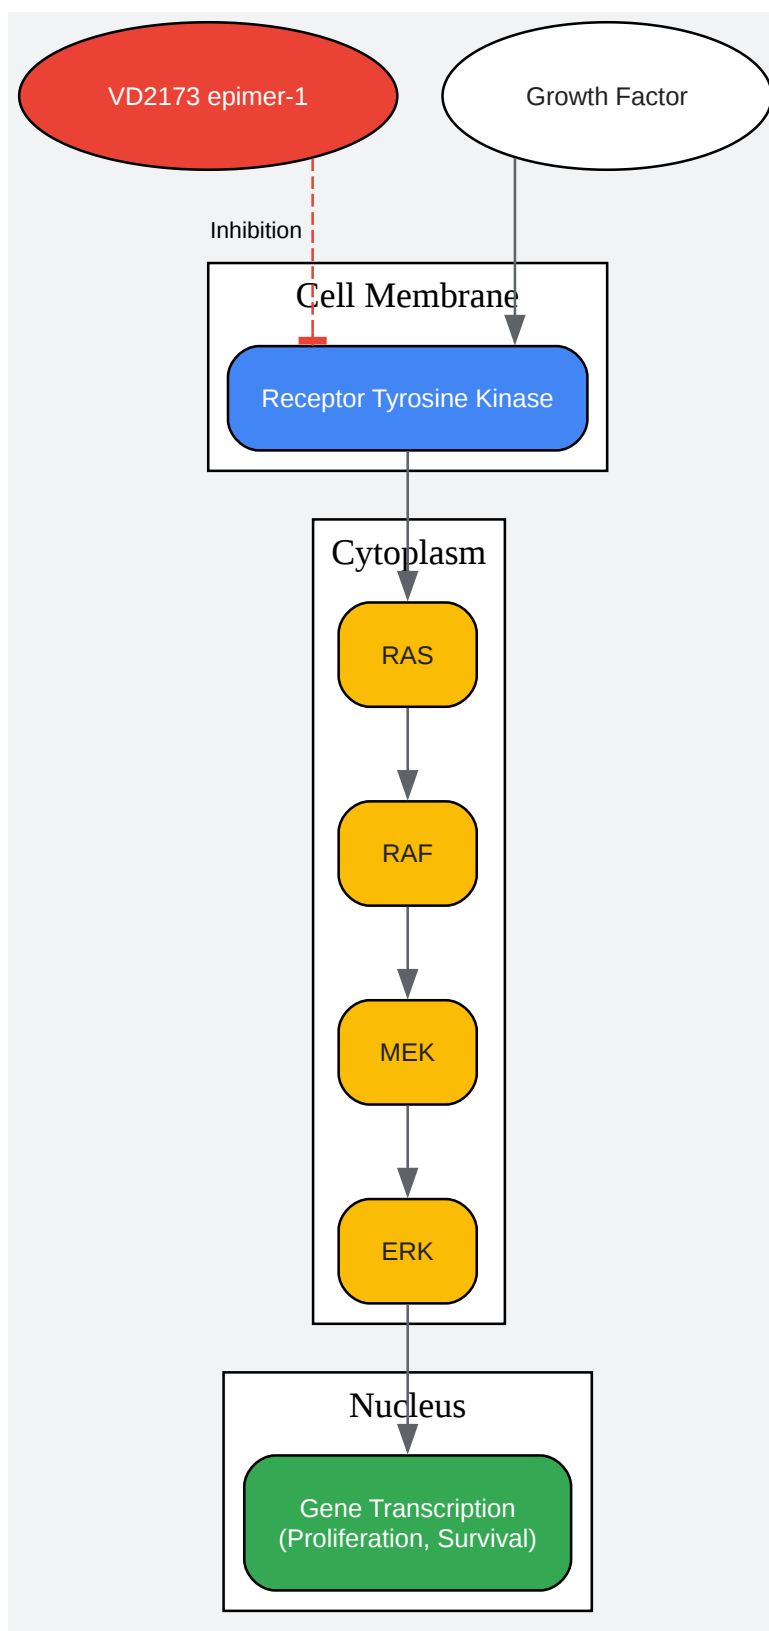 VD2173 epimer-1
Growth Factor
Inhibition
Cell Membrane
Receptor Tyrosine Kinase
Cytoplasm
RAS
RAF
MEK
ERK
Nucleus
Gene Transcription
(Proliferation, Survival)